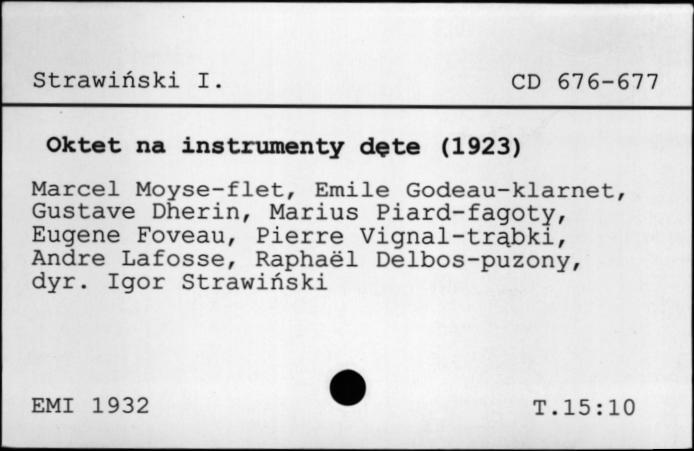 Strawiński I. CD 676-677
Oktet na instrumenty dęte (1923)
Marcel Moyse-flet, Emile Godeau-klarnet,
Gustave Dherin, Marius Piard-fagoty,
Eugene Foveau, Pierre Vignal-trąbki,
Andre Lafosse, Raphaël Delbos-puzony,
dyr. Igor Strawiński
EMI 1932 T.15:10